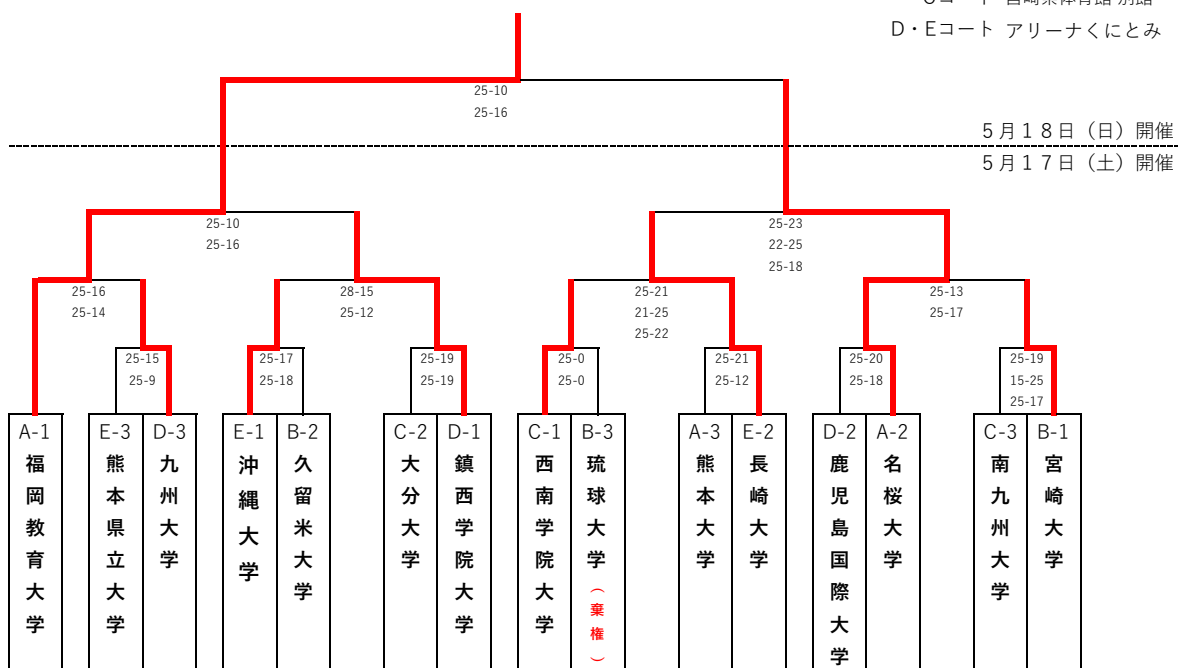 D・Eコート アリーナくにとみ
25-10
25-16
5月18日（日）開催
5月17日（土）開催
25-10
25-16
25-23
22-25
25-18
25-16
25-14
28-15
25-12
25-21
21-25
25-22
25-13
25-17
25-15
25-9
25-17
25-18
25-19
25-19
25-0
25-0
25-21
25-12
25-20
25-18
25-19
15-25
25-17
A-1
福岡教育大学
E-3
熊本県立大学
D-3
九州大学
E-1
沖縄大学
B-2
久留米大学
C-2
大分大学
D-1
鎮西学院大学
C-1
西南学院大学
B-3
琉球大学（棄権）
A-3
熊本大学
E-2
長崎大学
D-2
鹿児島国際大学
A-2
名桜大学
C-3
南九州大学
B-1
宮崎大学